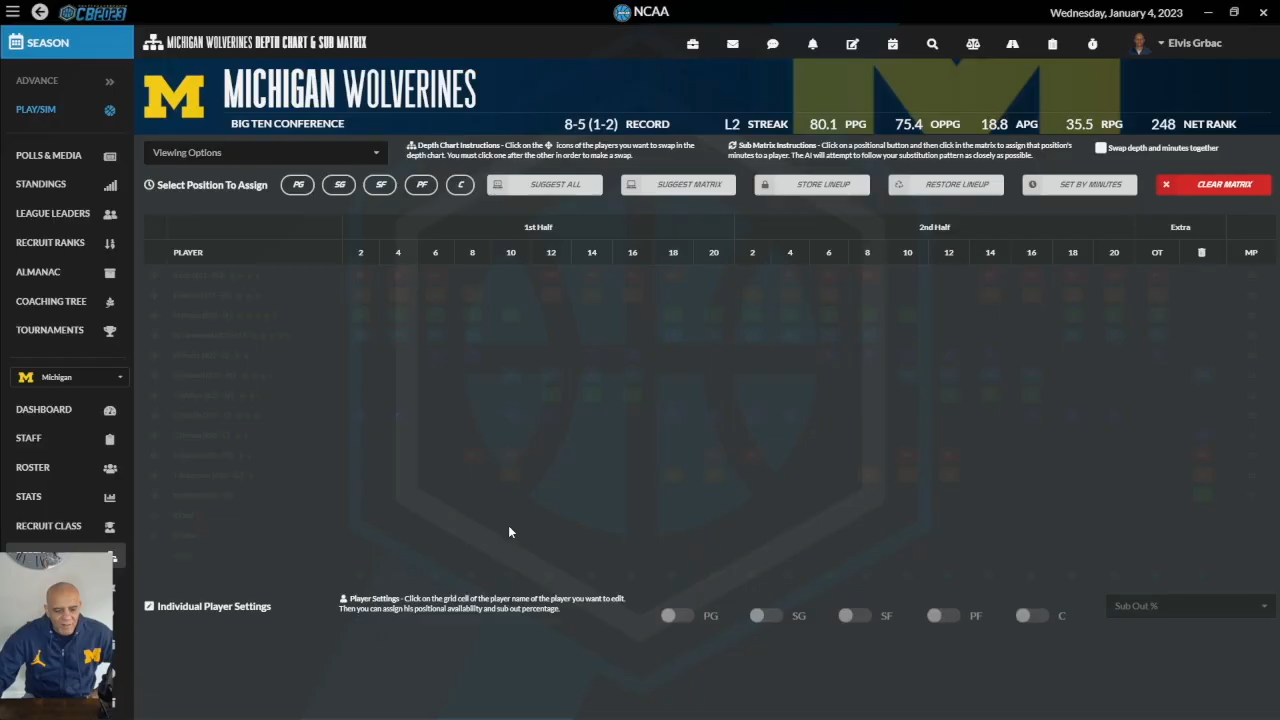 CB2023
NCAA
Wednesday, January 4, 2023
SEASON
MICHIGAN WOLVERINES DEPTH CHART & SUB MATRIX
Elvis Grbac
ADVANCE
PLAY/SIM
POLLS & MEDIA
STANDINGS
LEAGUE LEADERS
RECRUIT RANKS
ALMANAC
COACHING TREE
TOURNAMENTS
Michigan
DASHBOARD
STAFF
ROSTER
STATS
RECRUIT CLASS
MICHIGAN WOLVERINES
BIG TEN CONFERENCE
8-5 (1-2) RECORD
L2 STREAK
80.1 PPG
75.4 OPPG
18.8 APG
35.5 RPG
248 NET RANK
Viewing Options
Depth Chart Instructions - Click on the icons of the players you want to swap in the
depth chart. You must click one after the other in order to make a swap.
Sub Matrix Instructions - Click on a positional button and then click in the matrix to assign that position's
minutes to a player. The AI will attempt to follow your substitution pattern as closely as possible.
Swap depth and minutes together
Select Position To Assign
PG
SG
SF
PF
C
SUGGEST ALL
SUGGEST MATRIX
STORE LINEUP
RESTORE LINEUP
SET BY MINUTES
CLEAR MATRIX
1st Half
2nd Half
Extra
PLAYER 2 4 6 8 10 12 14 16 18 20 2 4 6 8 10 12 14 16 18 20 OT MP
Individual Player Settings
Player Settings - Click on the grid cell of the player name of the player you want to edit.
Then you can assign his positional availability and sub out percentage.
PG
SG
SF
PF
C
Sub Out %